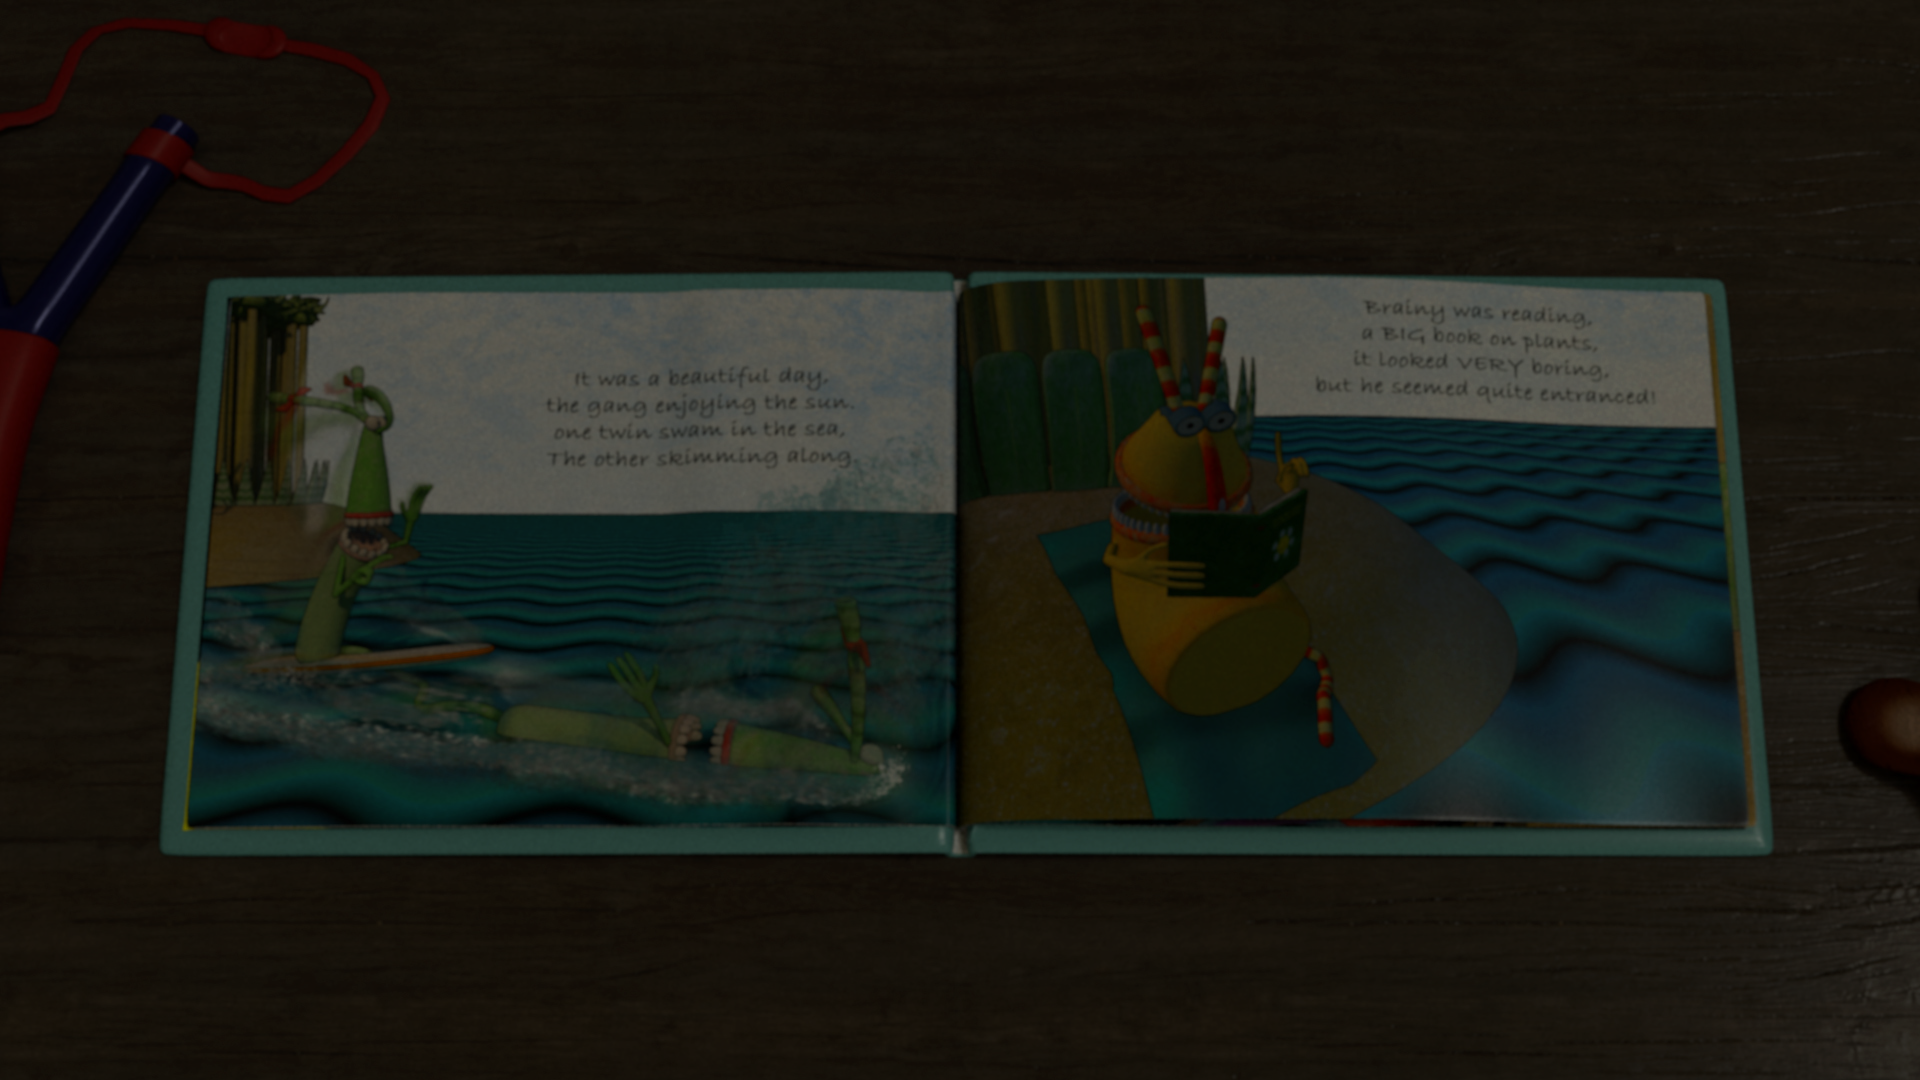 It was a beautiful day,
the gang enjoying the sun.
one twin swam in the sea,
The other skimming along.
Brainy was reading,
a BIG book on plants,
it looked VERY boring,
but he seemed quite entranced!